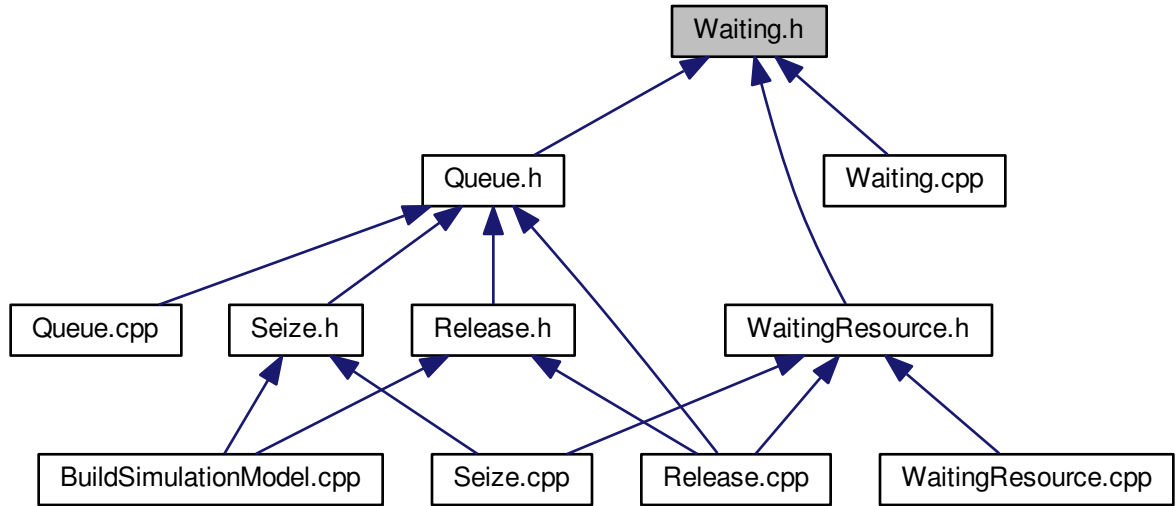 Waiting.h
Queue.h
Waiting.cpp
Queue.cpp
Seize.h
Release.h
WaitingResource.h
BuildSimulationModel.cpp
Seize.cpp
Release.cpp
WaitingResource.cpp